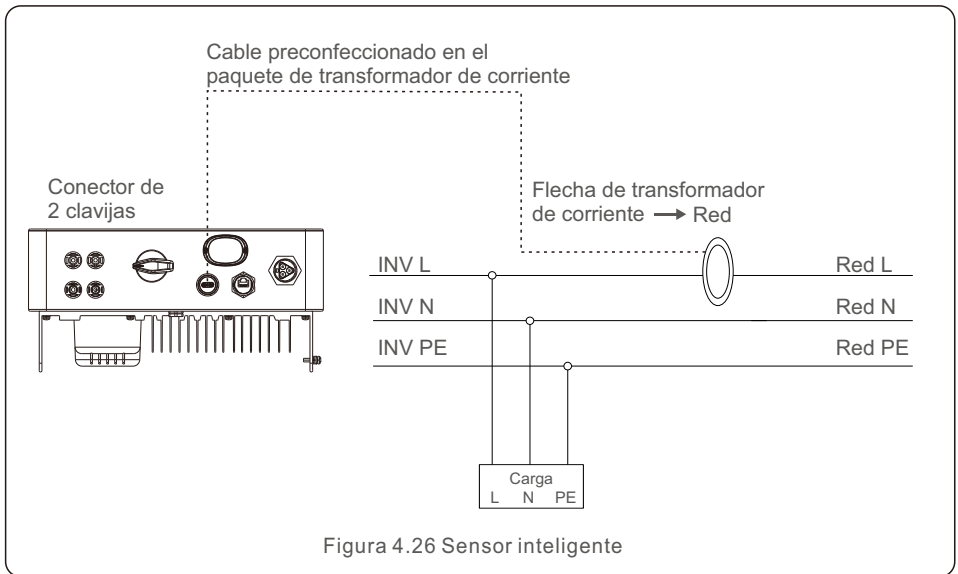 Cable preconfeccionado en el
paquete de transformador de corriente
Conector de
2 clavijas
Flecha de transformador
de corriente → Red
INV L
Red L
INV N
Red N
INV PE
Red PE
Carga
L N PE
Figura 4.26 Sensor inteligente